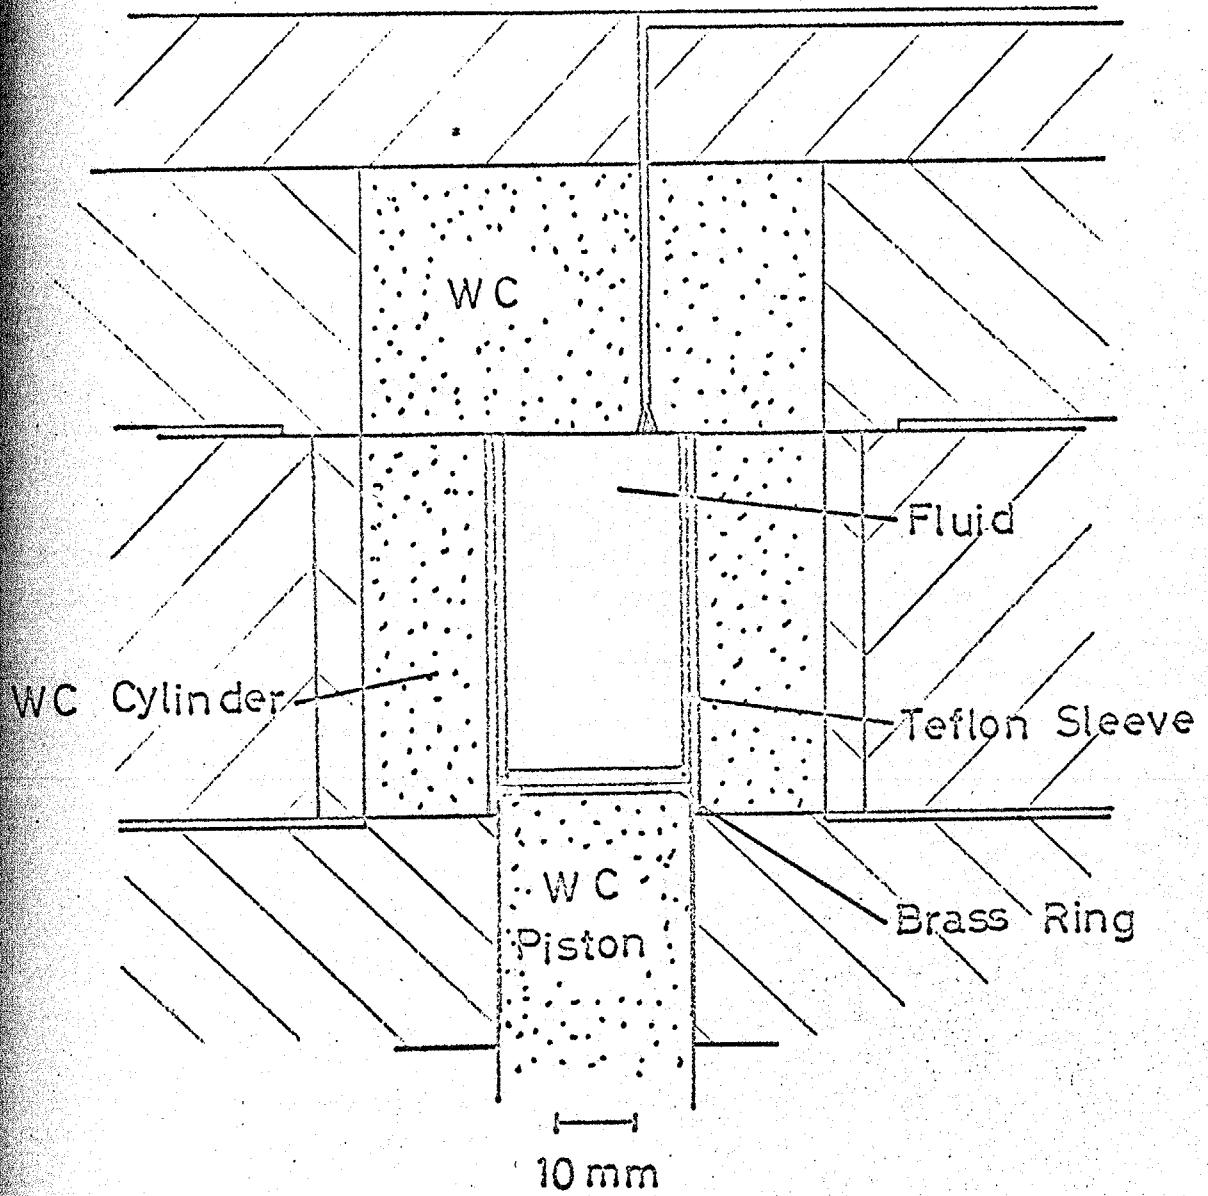 WC
Fluid
WC Cylinder
Teflon Sleeve
WC
Piston
Brass Ring
10 mm